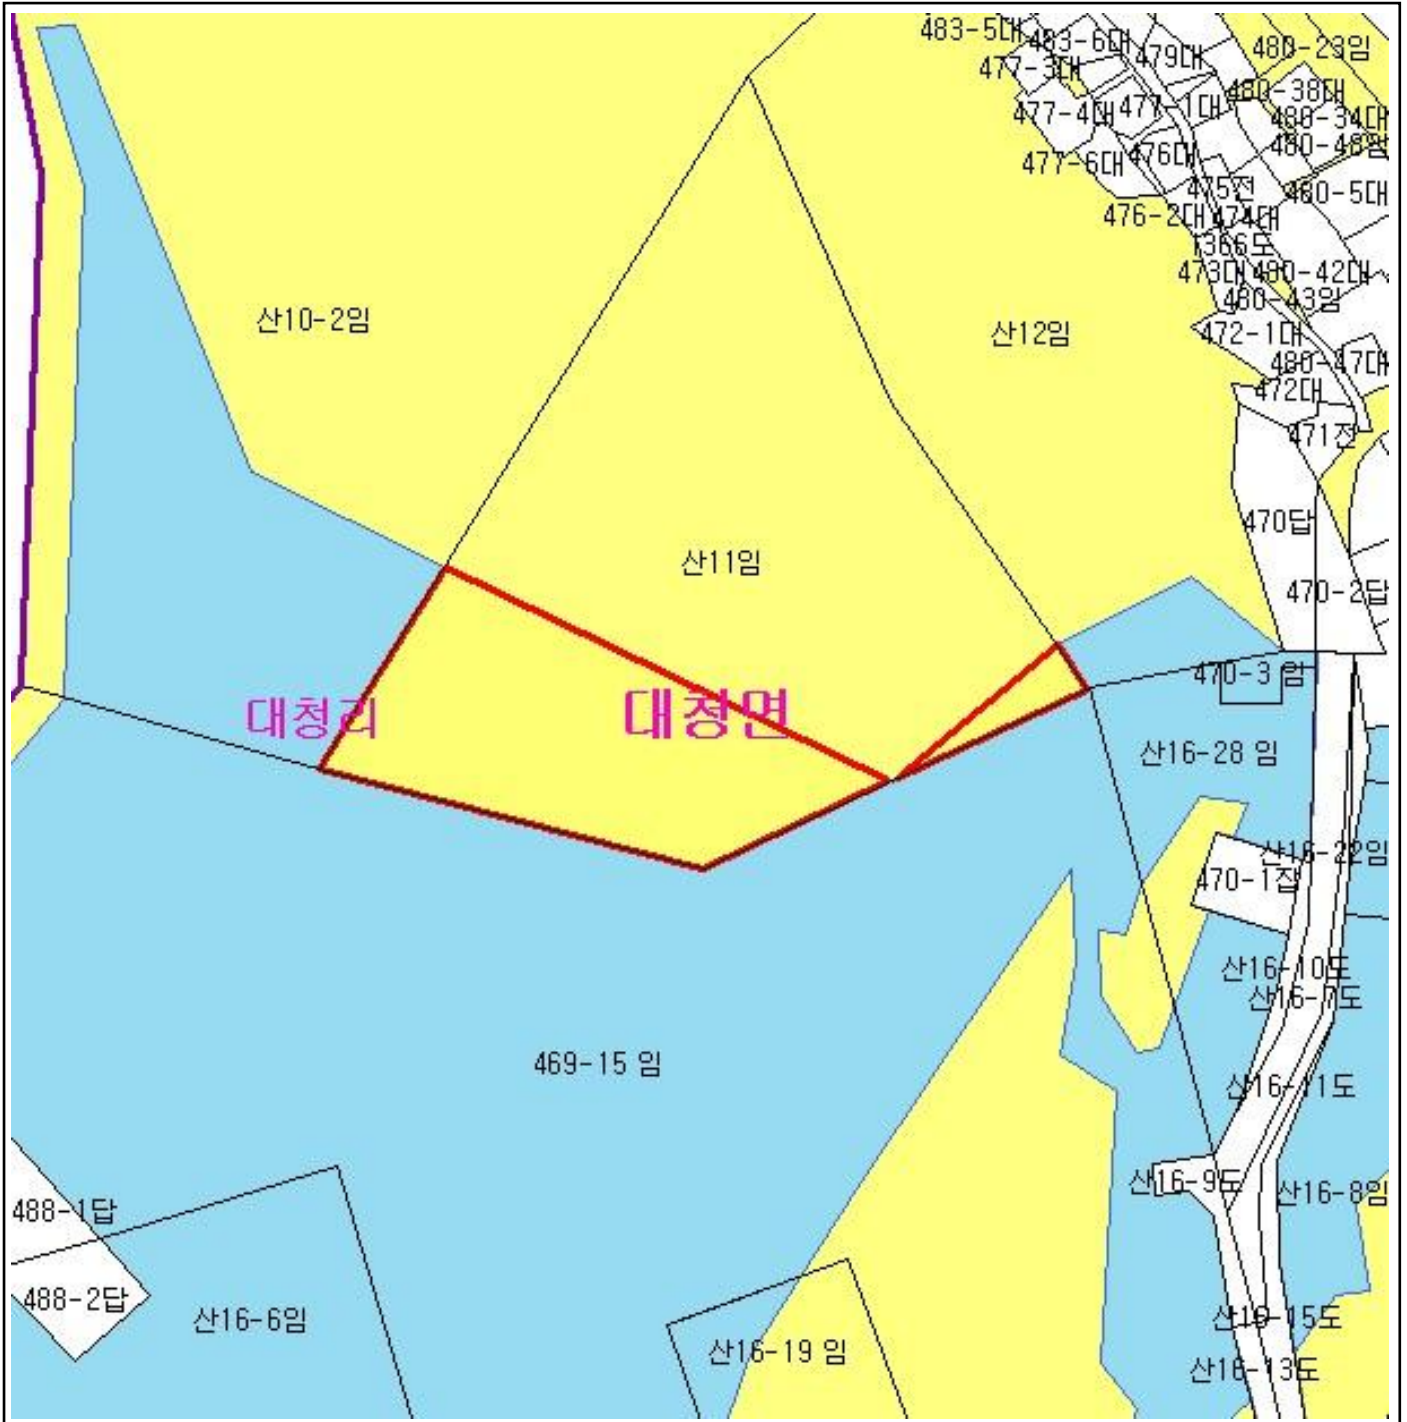 483-5대
483-6대
479대
480-23임
477-3대
480-38대
477-4대
477-1대
480-34대
480-48임
477-6대
476대
475전
480-5대
476-2대
474대
1366도
473대
480-42대
480-43임
산10-2임
산12임
472-1대
480-47대
472대
471전
470답
산11임
470-2답
470-3 임
대청리
대청면
산16-28 임
산16-22임
470-1잡
산16-10도
산16-7도
469-15 임
산16-11도
산16-9도
산16-8임
488-1답
488-2답
산16-6임
산16-15도
산16-19 임
산16-13도